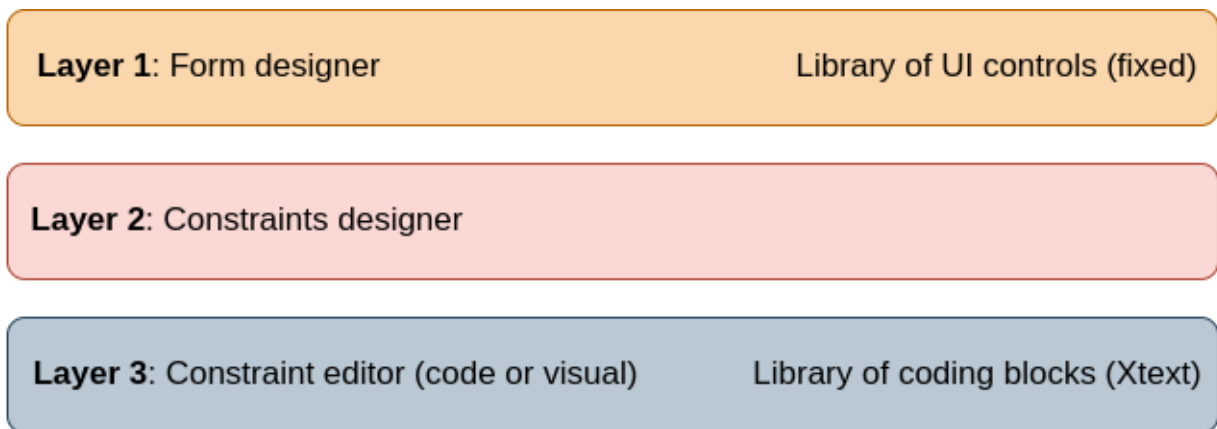 Layer 1: Form designer Library of UI controls (fixed)
Layer 2: Constraints designer
Layer 3: Constraint editor (code or visual) Library of coding blocks (Xtext)